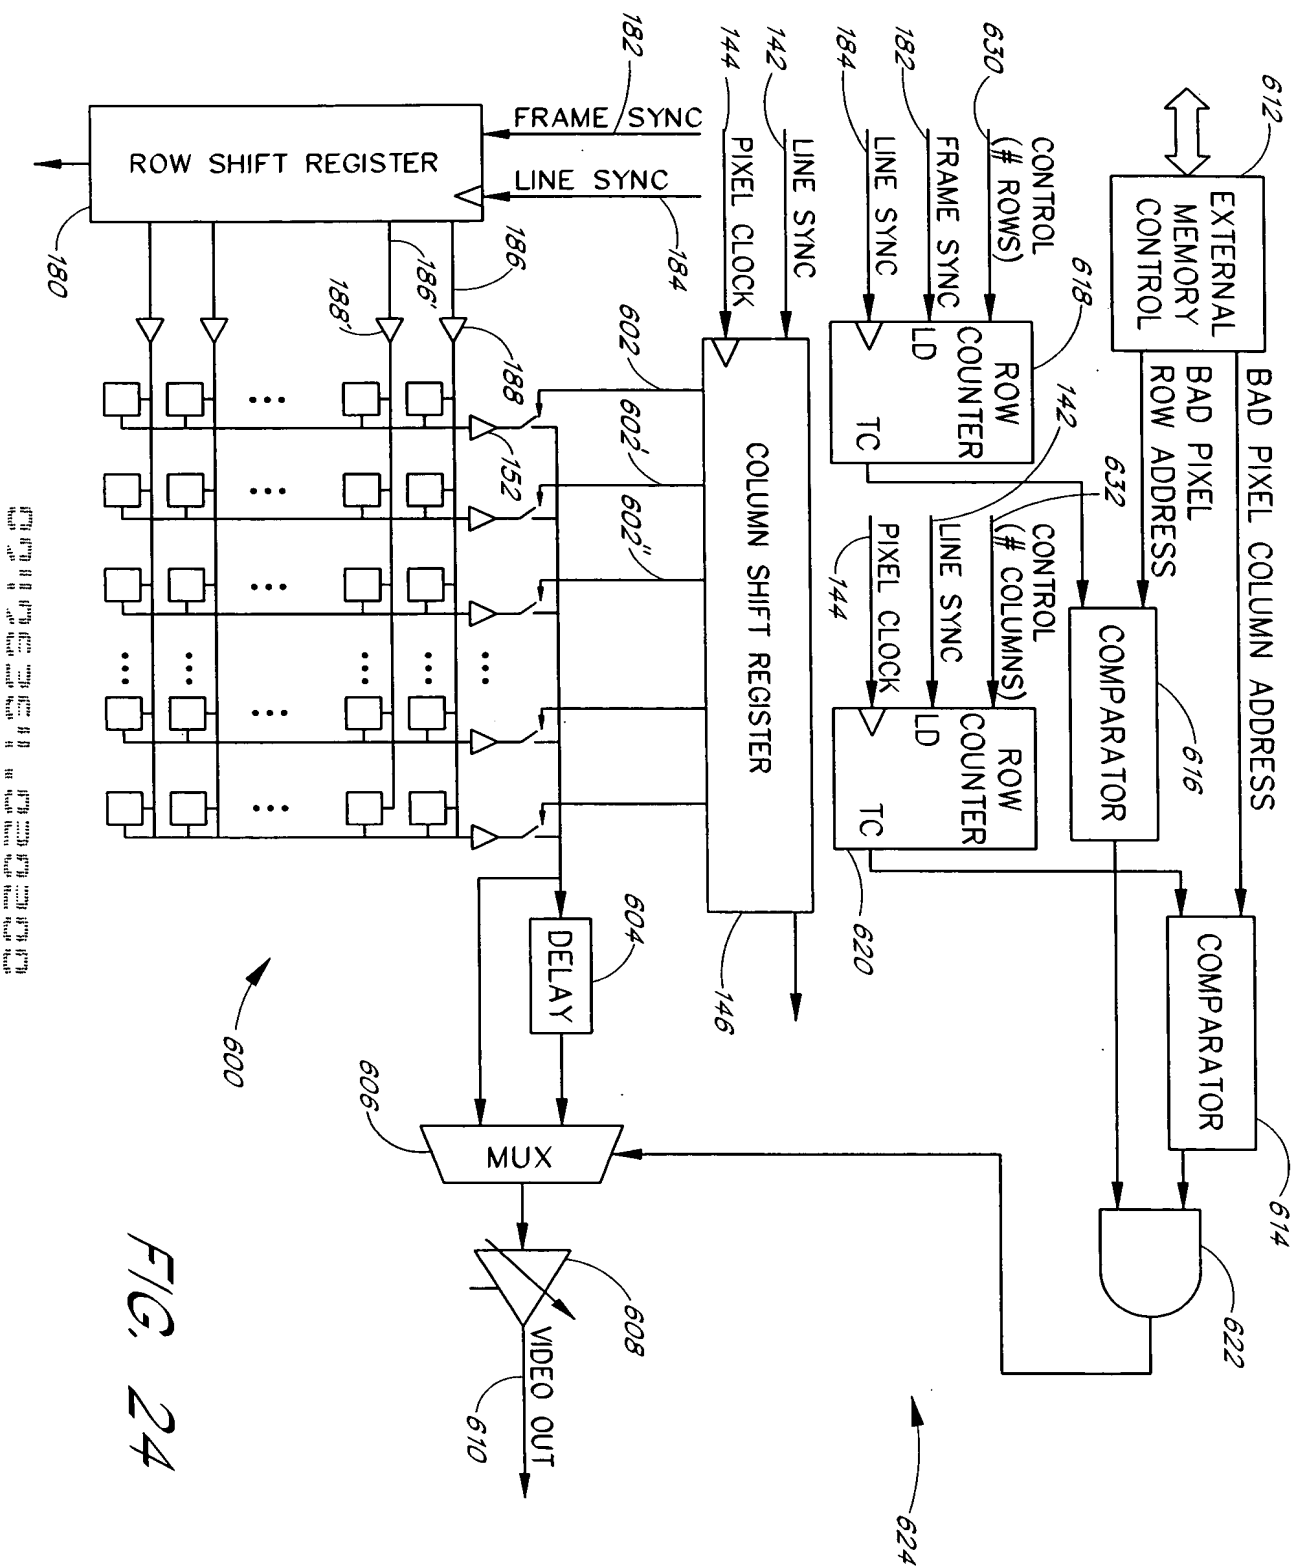 612
EXTERNAL
MEMORY
CONTROL
BAD PIXEL COLUMN ADDRESS
BAD PIXEL
ROW ADDRESS
630
CONTROL
(# ROWS)
182
FRAME SYNC
184
LINE SYNC
618
ROW
COUNTER
LD
TC
142
632
CONTROL
(# COLUMNS)
LINE SYNC
PIXEL CLOCK
144
ROW
COUNTER
LD
TC
620
COMPARATOR
616
COMPARATOR
614
622
624
142
LINE SYNC
144
PIXEL CLOCK
COLUMN SHIFT REGISTER
146
182
FRAME SYNC
LINE SYNC
184
ROW SHIFT REGISTER
180
186
186'
188
188'
152
602
602'
602"
DELAY
604
MUX
606
608
VIDEO OUT
610
600
FIG. 24